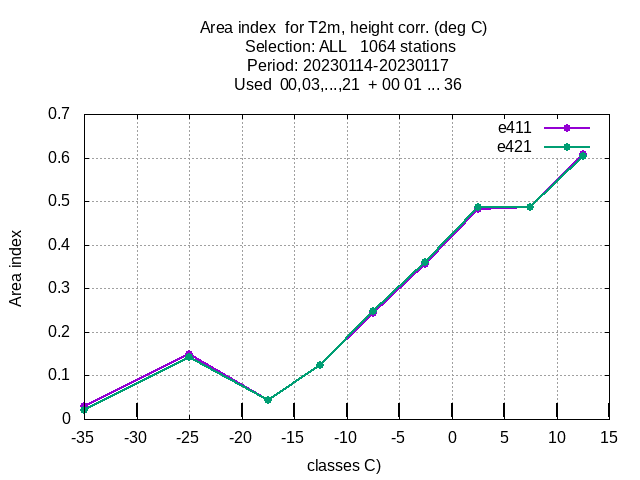 Area index  for T2m, height corr. (deg C)
Selection: ALL   1064 stations
Period: 20230114-20230117
Used  00,03,...,21  + 00 01 ... 36
e411
e421
0.7
0.6
0.5
0.4
0.3
0.2
0.1
0
Area index
-35 -30 -25 -20 -15 -10 -5 0 5 10 15
classes C)